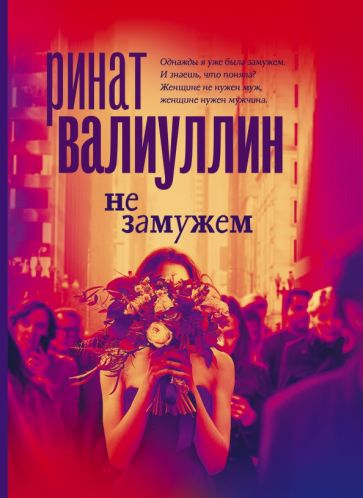 ринат
валиуллин
Однажды я уже была замужем.
И знаешь, что поняла?
Женщине не нужен муж,
женщине нужен мужчина.
не
замужем